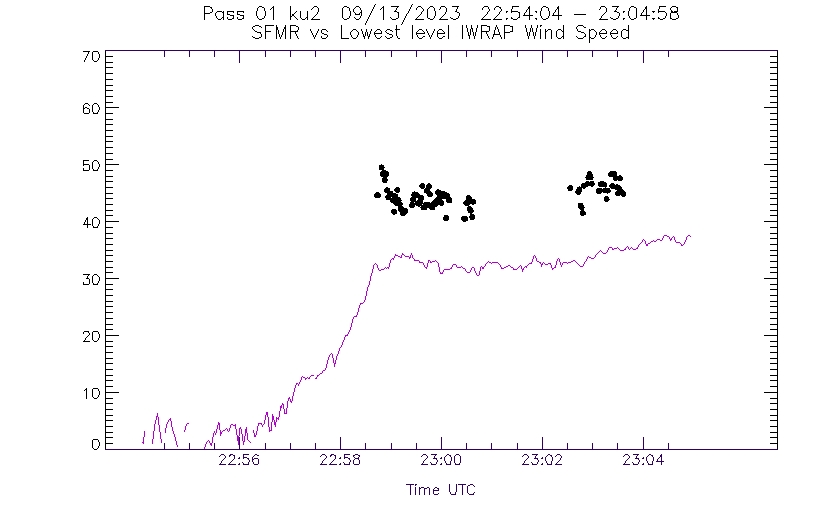 Pass 01 ku2 09/13/2023 22:54:04 – 23:04:58
SFMR vs Lowest level IWRAP Wind Speed
70
60
50
40
30
20
10
0
22:56 22:58 23:00 23:02 23:04
Time UTC